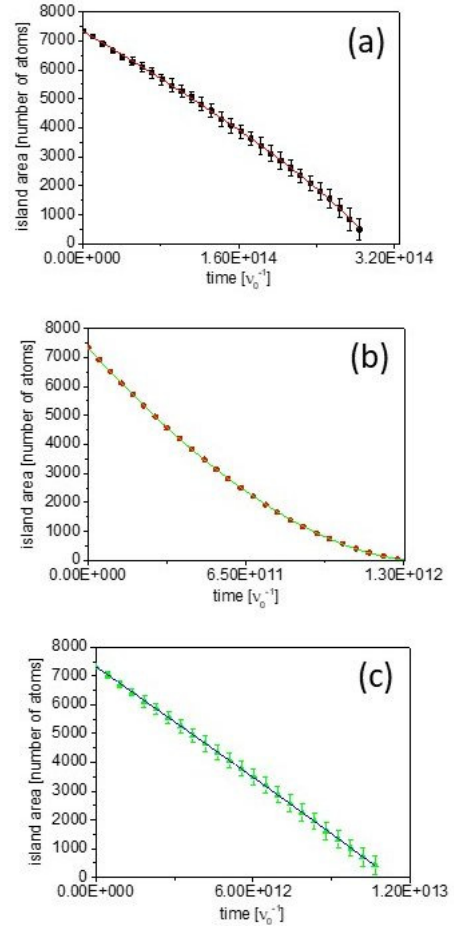 (a)
island area [number of atoms]
8000
7000
6000
5000
4000
3000
2000
1000
0
0.00E+000 1.60E+014 3.20E+014
time [ν₀⁻¹]
(b)
island area [number of atoms]
8000
7000
6000
5000
4000
3000
2000
1000
0
0.00E+000 6.50E+011 1.30E+012
time [ν₀⁻¹]
(c)
island area [number of atoms]
8000
7000
6000
5000
4000
3000
2000
1000
0
0.00E+000 6.00E+012 1.20E+013
time [ν₀⁻¹]